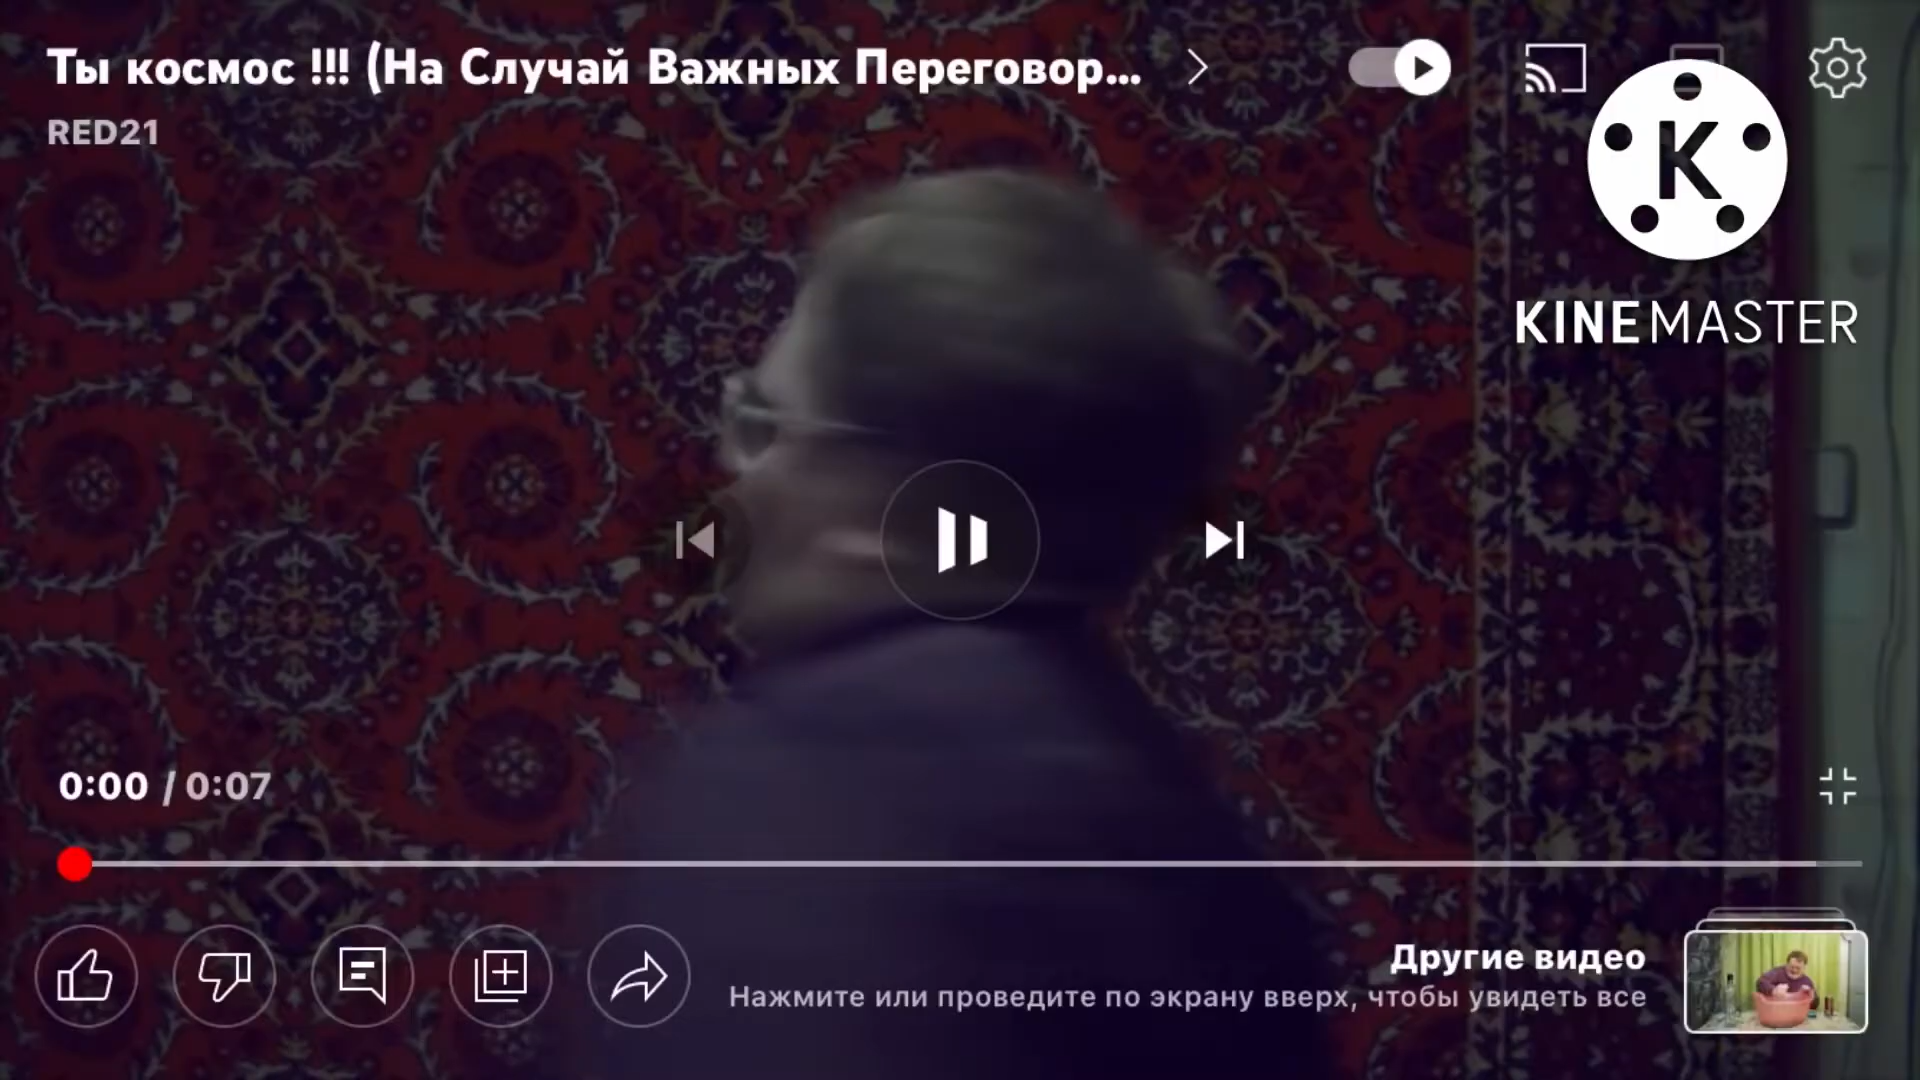 Ты космос !!! (На Случай Важных Переговор...
RED21
K
KINEMASTER
0:00 / 0:07
Другие видео
Нажмите или проведите по экрану вверх, чтобы увидеть все